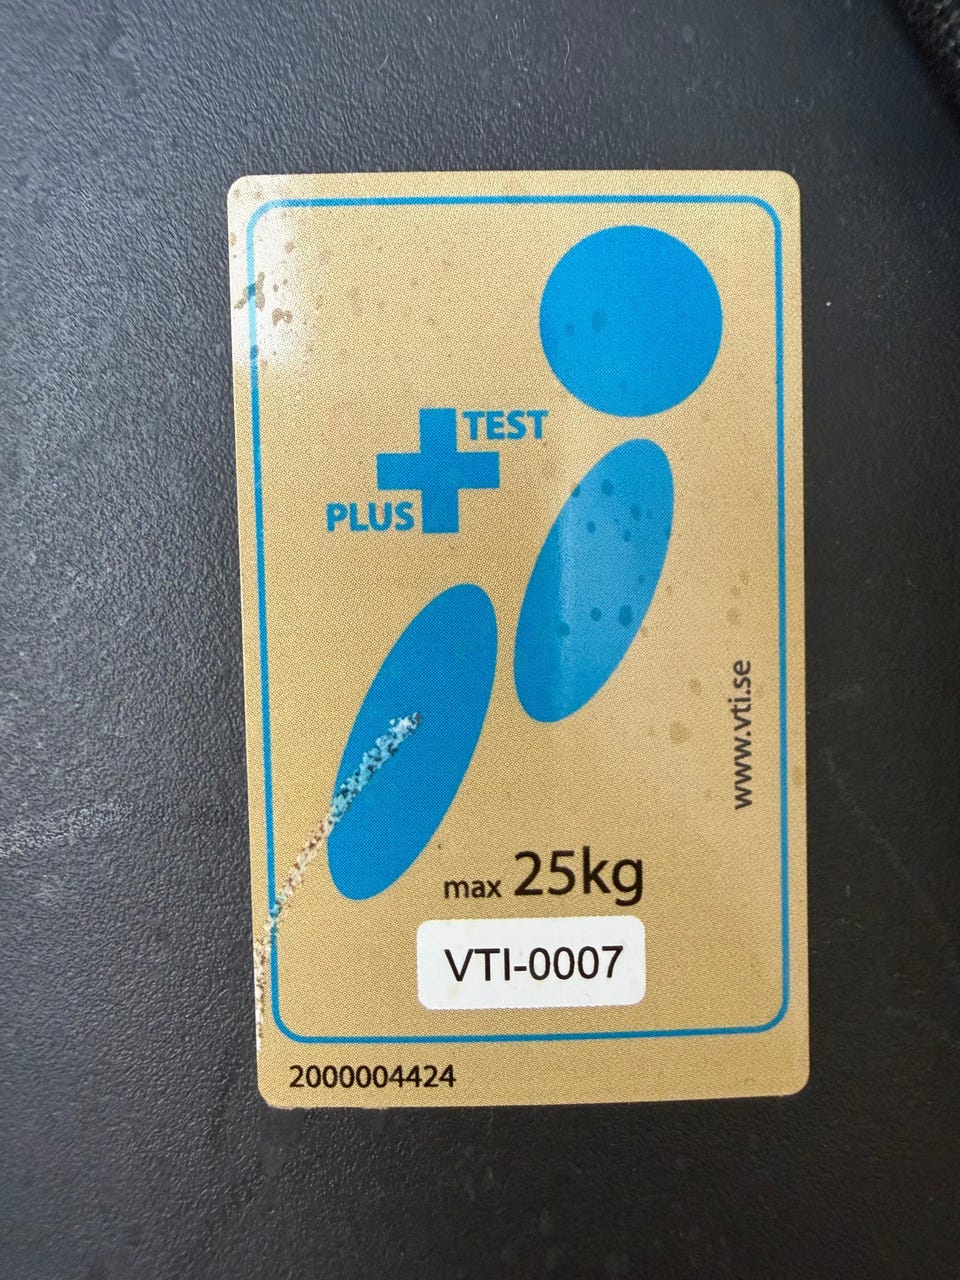 TEST
PLUS
www.vti.se
max 25kg
VTI-0007
2000004424